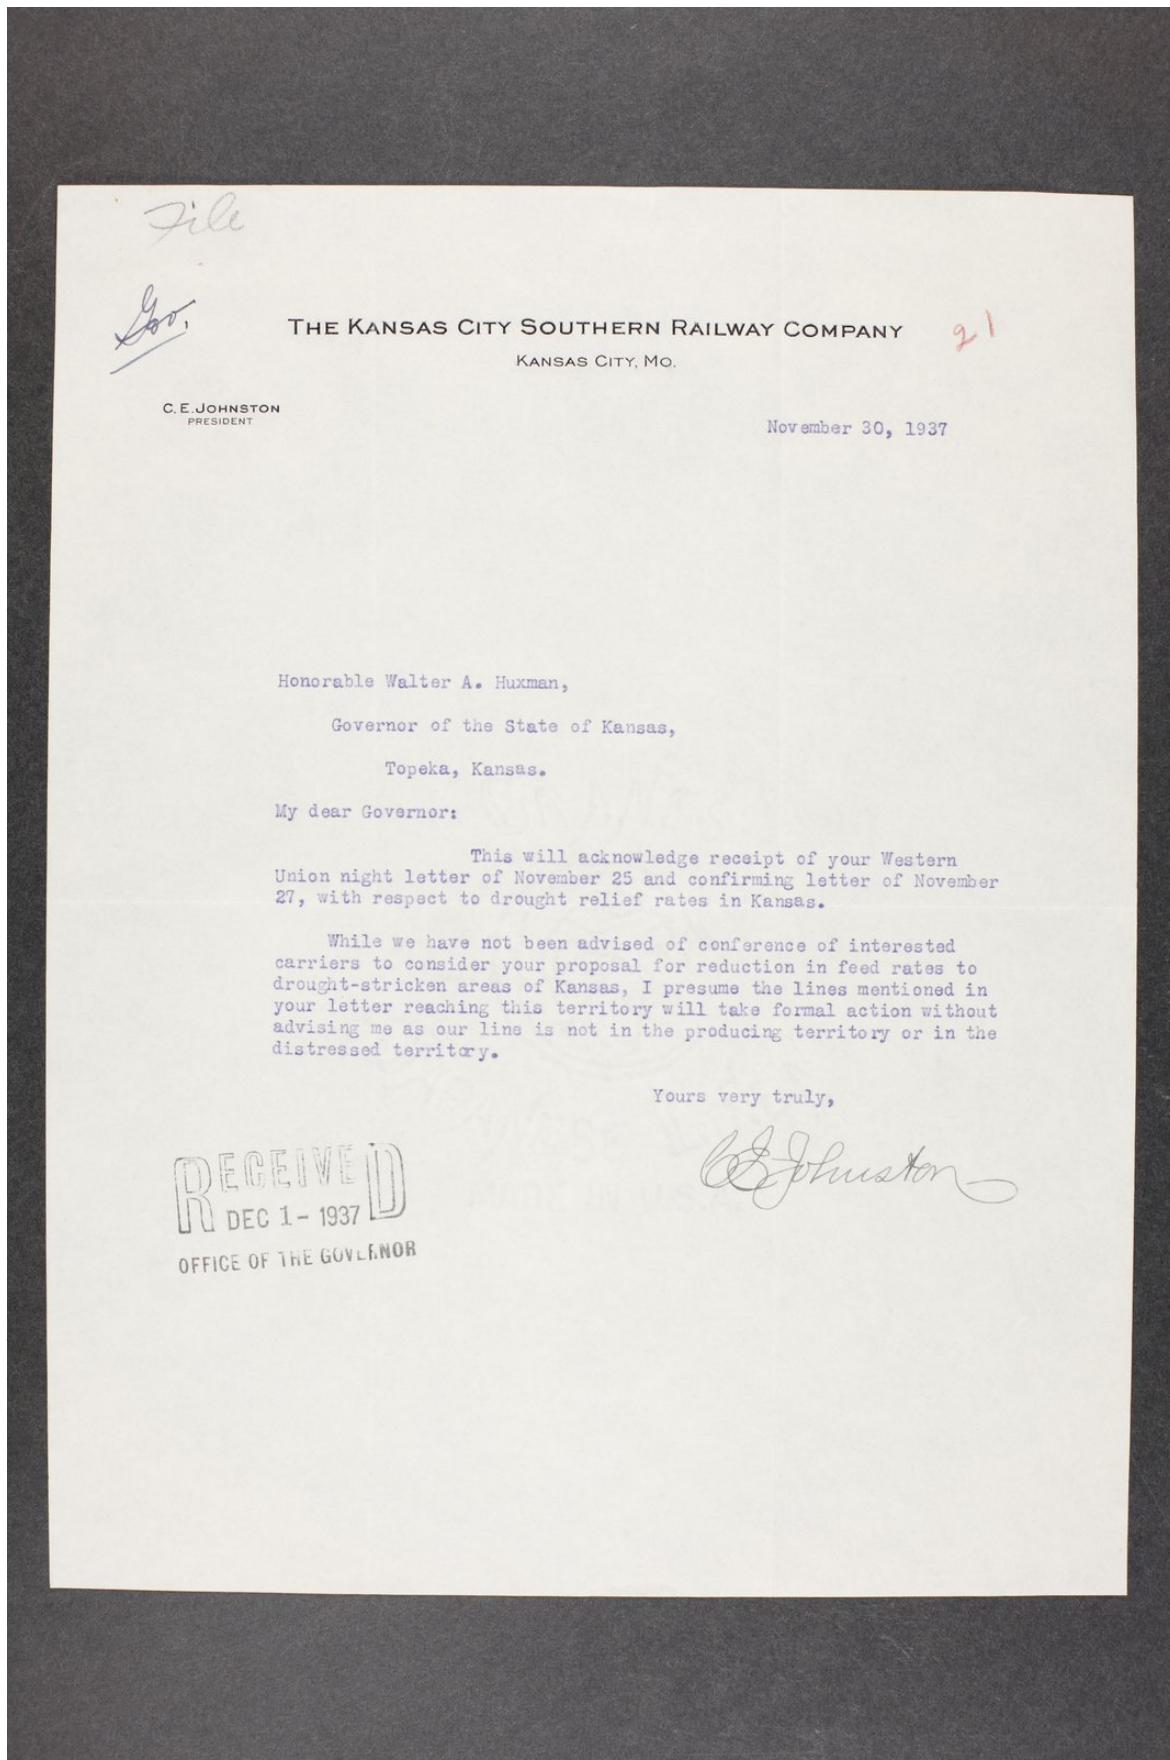 File
Gov.
THE KANSAS CITY SOUTHERN RAILWAY COMPANY
21
KANSAS CITY, MO.
C. E. JOHNSTON
PRESIDENT
November 30, 1937
Honorable Walter A. Huxman,
Governor of the State of Kansas,
Topeka, Kansas.
My dear Governor:
This will acknowledge receipt of your Western
Union night letter of November 25 and confirming letter of November
27, with respect to drought relief rates in Kansas.
While we have not been advised of conference of interested
carriers to consider your proposal for reduction in feed rates to
drought-stricken areas of Kansas, I presume the lines mentioned in
your letter reaching this territory will take formal action without
advising me as our line is not in the producing territory or in the
distressed territory.
Yours very truly,
CE Johnston
RECEIVED
DEC 1 - 1937
OFFICE OF THE GOVERNOR